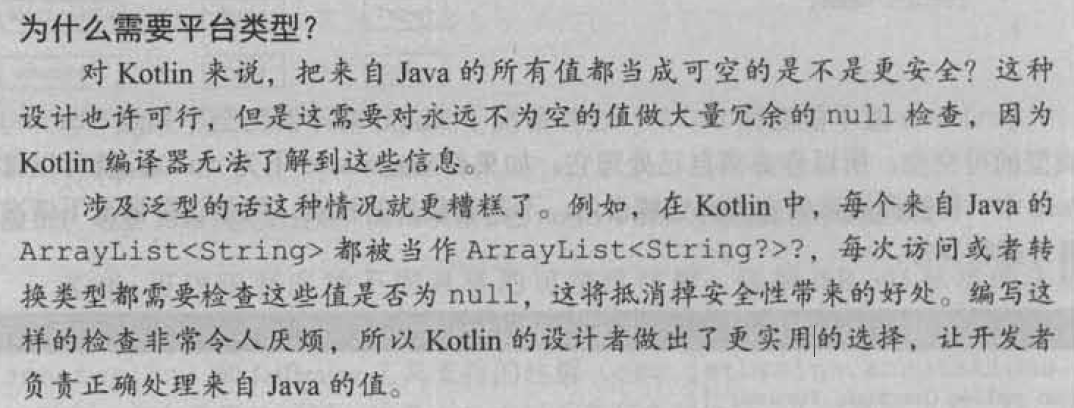 为什么需要平台类型？
对 Kotlin 来说，把来自 Java 的所有值都当成可空的是不是更安全？这种
设计也许可行，但是这需要对永远不为空的值做大量冗余的 null 检查，因为
Kotlin 编译器无法了解到这些信息。
涉及泛型的话这种情况就更糟糕了。例如，在 Kotlin 中，每个来自 Java 的
ArrayList<String> 都被当作 ArrayList<String?>?，每次访问或者转
换类型都需要检查这些值是否为 null，这将抵消掉安全性带来的好处。编写这
样的检查非常令人厌烦，所以 Kotlin 的设计者做出了更实用的选择，让开发者
负责正确处理来自 Java 的值。